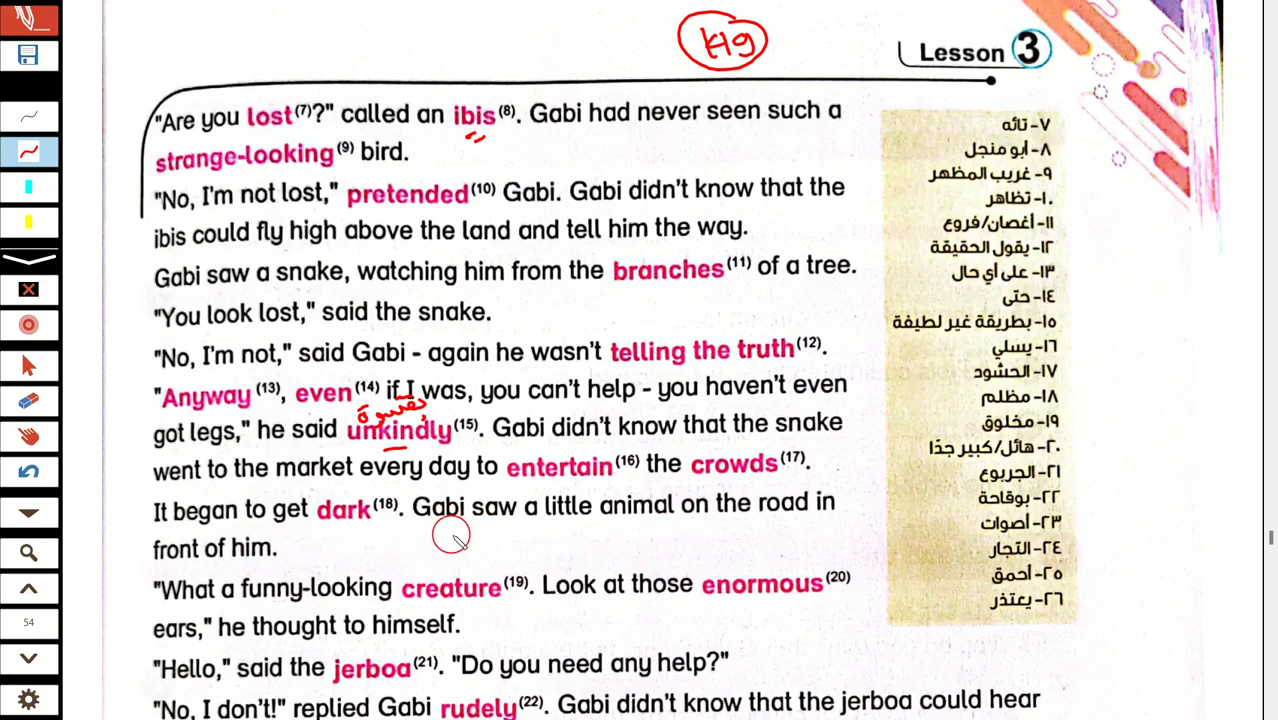 Lesson 3
"Are you lost(7)?" called an ibis(8). Gabi had never seen such a
strange-looking(9) bird.
"No, I'm not lost," pretended(10) Gabi. Gabi didn't know that the
ibis could fly high above the land and tell him the way.
Gabi saw a snake, watching him from the branches(11) of a tree.
"You look lost," said the snake.
"No, I'm not," said Gabi - again he wasn't telling the truth(12).
"Anyway(13), even(14) if I was, you can't help - you haven't even
بقسوة
got legs," he said unkindly(15). Gabi didn't know that the snake
went to the market every day to entertain(16) the crowds(17).
It began to get dark(18). Gabi saw a little animal on the road in
front of him.
"What a funny-looking creature(19). Look at those enormous(20)
ears," he thought to himself.
"Hello," said the jerboa(21). "Do you need any help?"
"No, I don't!" replied Gabi rudely(22). Gabi didn't know that the jerboa could hear
٧- تائه
٨- أبو منجل
٩- غريب المظهر
١٠- تظاهر
١١- أغصان/فروع
١٢- يقول الحقيقة
١٣- على أي حال
١٤- حتى
١٥- بطريقة غير لطيفة
١٦- يسلي
١٧- الحشود
١٨- مظلم
١٩- مخلوق
٢٠- هائل/كبير جدًا
٢١- الجربوع
٢٢- بوقاحة
٢٣- أصوات
٢٤- التجار
٢٥- أحمق
٢٦- يعتذر
54